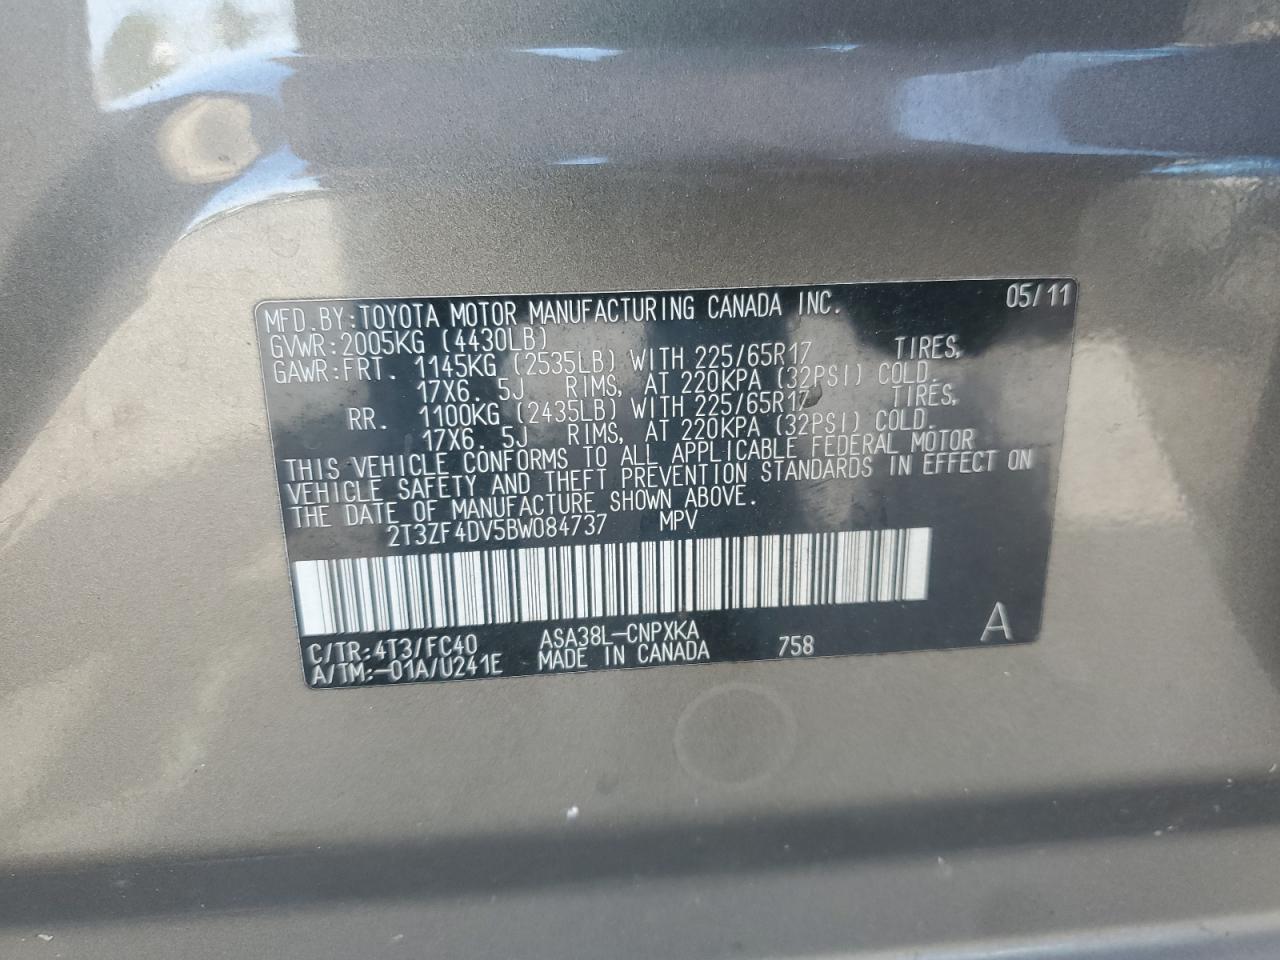 MFD.BY:TOYOTA MOTOR MANUFACTURING CANADA INC. 05/11
GVWR:2005KG (4430LB)
GAWR:FRT. 1145KG (2535LB) WITH 225/65R17 TIRES,
17X6. 5J RIMS, AT 220KPA (32PSI) COLD.
RR. 1100KG (2435LB) WITH 225/65R17 TIRES,
17X6. 5J RIMS, AT 220KPA (32PSI) COLD.
THIS VEHICLE CONFORMS TO ALL APPLICABLE FEDERAL MOTOR
VEHICLE SAFETY AND THEFT PREVENTION STANDARDS IN EFFECT ON
THE DATE OF MANUFACTURE SHOWN ABOVE.
2T3ZF4DV5BW084737 MPV
C/TR:4T3/FC40 ASA38L-CNPXKA 758 A
A/TM:-01A/U241E MADE IN CANADA